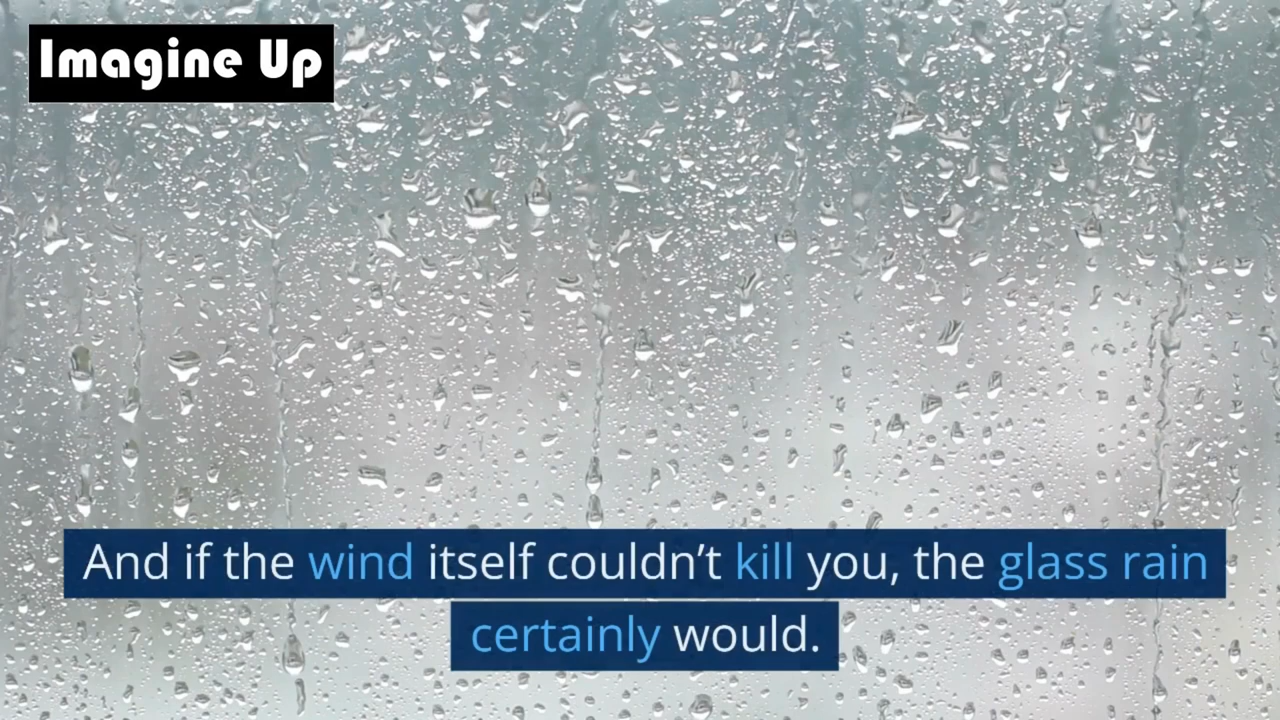 Imagine Up
And if the wind itself couldn’t kill you, the glass rain
certainly would.